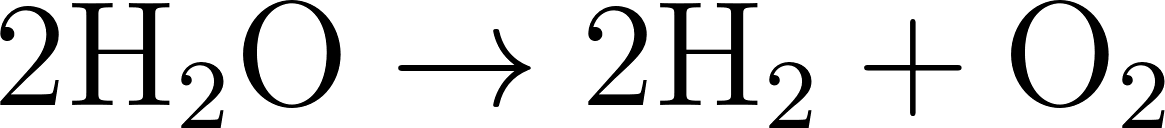 2H₂O → 2H₂ + O₂